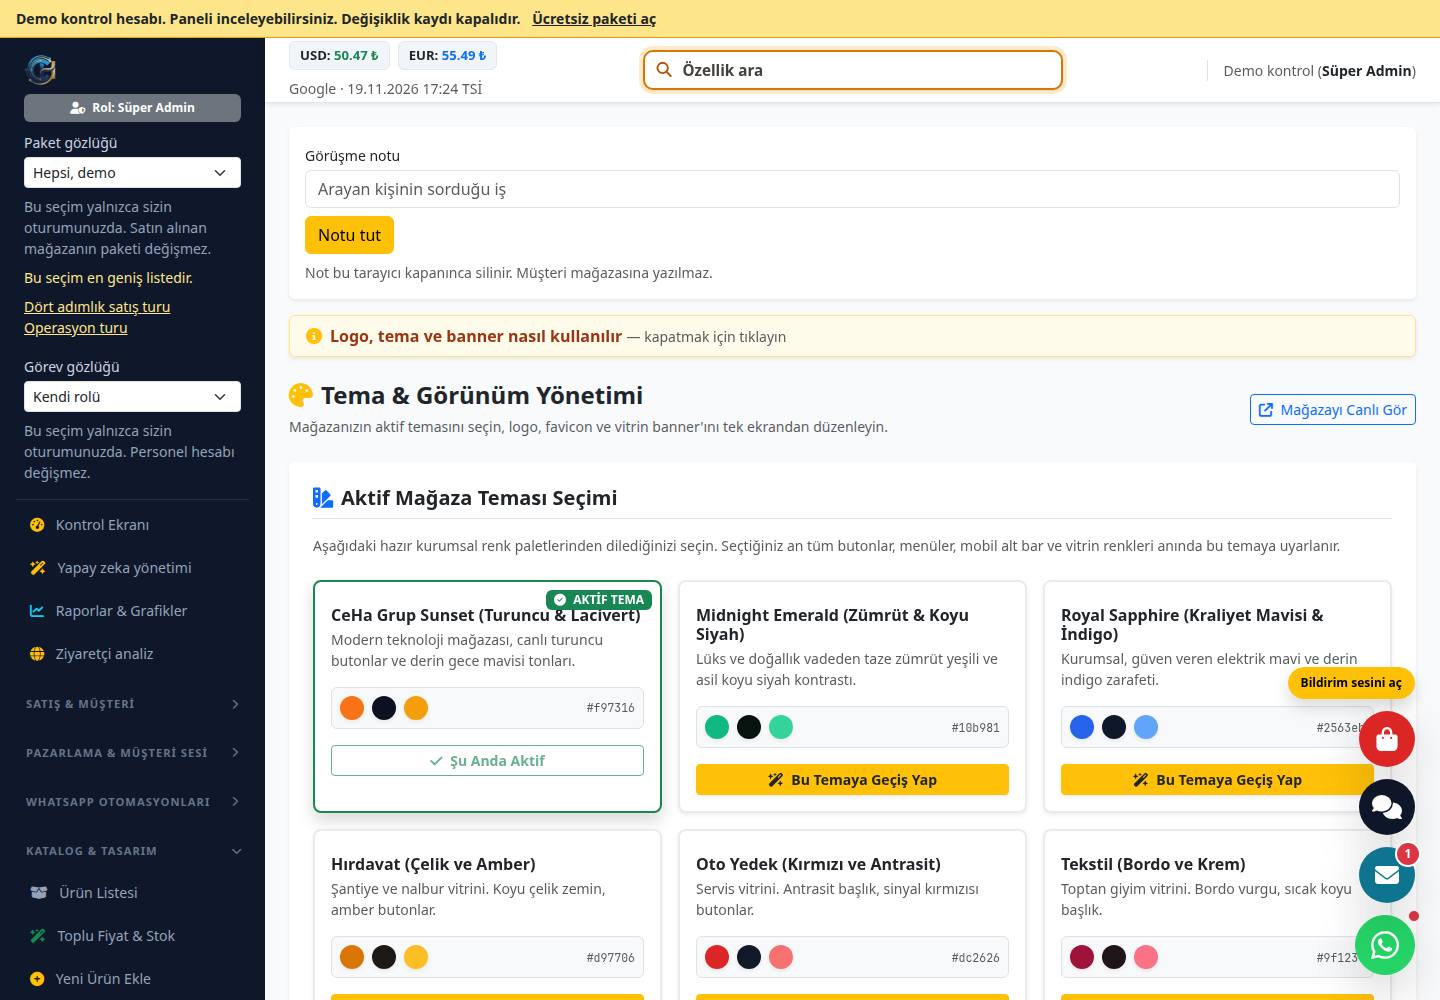 Demo kontrol hesabı. Paneli inceleyebilirsiniz. Değişiklik kaydı kapalıdır. Ücretsiz paketi aç
Rol: Süper Admin
Paket gözlüğü
Hepsi, demo
Bu seçim yalnızca sizin
oturumunuzda. Satın alınan
mağazanın paketi değişmez.
Bu seçim en geniş listedir.
Dört adımlık satış turu
Operasyon turu
Görev gözlüğü
Kendi rolü
Bu seçim yalnızca sizin
oturumunuzda. Personel hesabı
değişmez.
Kontrol Ekranı
Yapay zeka yönetimi
Raporlar & Grafikler
Ziyaretçi analiz
SATIŞ & MÜŞTERİ
PAZARLAMA & MÜŞTERİ SESİ
WHATSAPP OTOMASYONLARI
KATALOG & TASARIM
Ürün Listesi
Toplu Fiyat & Stok
Yeni Ürün Ekle
USD: 50.47 ₺ EUR: 55.49 ₺
Google · 19.11.2026 17:24 TSİ
Özellik ara
Demo kontrol (Süper Admin)
Görüşme notu
Arayan kişinin sorduğu iş
Notu tut
Not bu tarayıcı kapanınca silinir. Müşteri mağazasına yazılmaz.
Logo, tema ve banner nasıl kullanılır — kapatmak için tıklayın
Tema & Görünüm Yönetimi
Mağazanızın aktif temasını seçin, logo, favicon ve vitrin banner'ını tek ekrandan düzenleyin.
Mağazayı Canlı Gör
Aktif Mağaza Teması Seçimi
Aşağıdaki hazır kurumsal renk paletlerinden dilediğinizi seçin. Seçtiğiniz an tüm butonlar, menüler, mobil alt bar ve vitrin renkleri anında bu temaya uyarlanır.
AKTİF TEMA
CeHa Grup Sunset (Turuncu & Lacivert)
Modern teknoloji mağazası, canlı turuncu
butonlar ve derin gece mavisi tonları.
#f97316
Şu Anda Aktif
Midnight Emerald (Zümrüt & Koyu
Siyah)
Lüks ve doğallık vadeden taze zümrüt yeşili ve
asil koyu siyah kontrastı.
#10b981
Bu Temaya Geçiş Yap
Royal Sapphire (Kraliyet Mavisi &
İndigo)
Kurumsal, güven veren elektrik mavi ve derin
indigo zarafeti.
#2563eb
Bu Temaya Geçiş Yap
Bildirim sesini aç
1
Hırdavat (Çelik ve Amber)
Şantiye ve nalbur vitrini. Koyu çelik zemin,
amber butonlar.
#d97706
Oto Yedek (Kırmızı ve Antrasit)
Servis vitrini. Antrasit başlık, sinyal kırmızısı
butonlar.
#dc2626
Tekstil (Bordo ve Krem)
Toptan giyim vitrini. Bordo vurgu, sıcak koyu
başlık.
#9f123